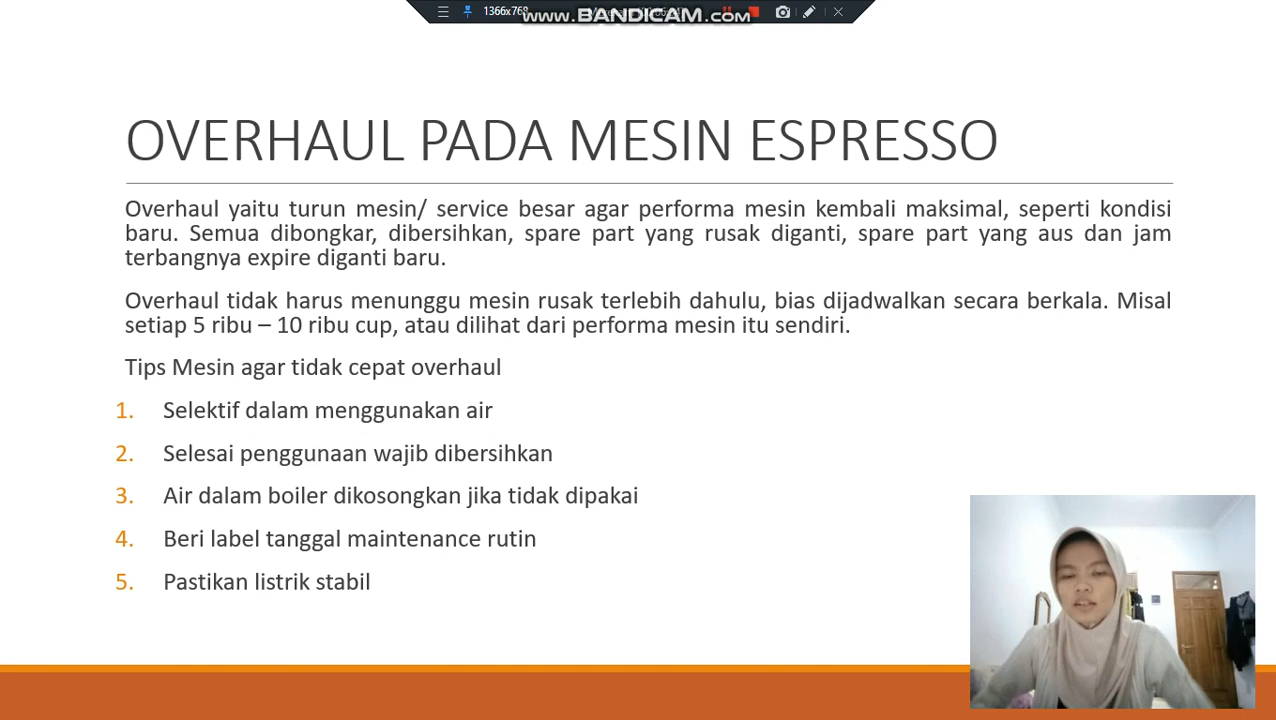 1366x768
www.BANDICAM.com
OVERHAUL PADA MESIN ESPRESSO
Overhaul yaitu turun mesin/ service besar agar performa mesin kembali maksimal, seperti kondisi
baru. Semua dibongkar, dibersihkan, spare part yang rusak diganti, spare part yang aus dan jam
terbangnya expire diganti baru.
Overhaul tidak harus menunggu mesin rusak terlebih dahulu, bias dijadwalkan secara berkala. Misal
setiap 5 ribu – 10 ribu cup, atau dilihat dari performa mesin itu sendiri.
Tips Mesin agar tidak cepat overhaul
1. Selektif dalam menggunakan air
2. Selesai penggunaan wajib dibersihkan
3. Air dalam boiler dikosongkan jika tidak dipakai
4. Beri label tanggal maintenance rutin
5. Pastikan listrik stabil